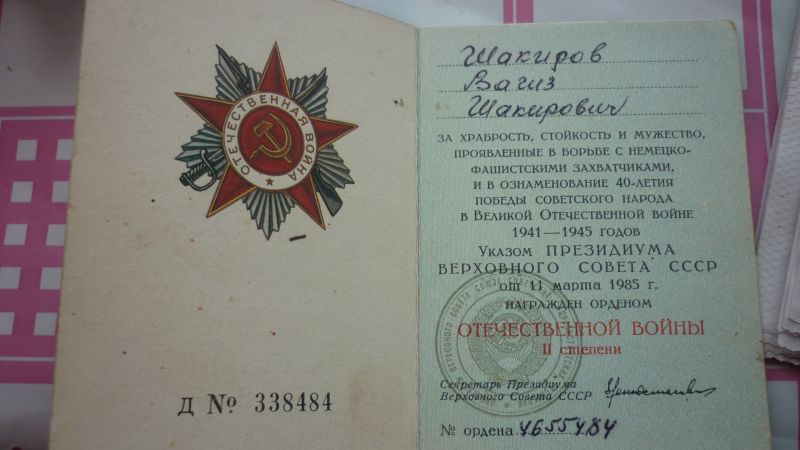 ОТЕЧЕСТВЕННАЯ ВОЙНА
Д № 338484
Шакиров
Вагиз
Шакирович
ЗА ХРАБРОСТЬ, СТОЙКОСТЬ И МУЖЕСТВО,
ПРОЯВЛЕННЫЕ В БОРЬБЕ С НЕМЕЦКО-
ФАШИСТСКИМИ ЗАХВАТЧИКАМИ,
И В ОЗНАМЕНОВАНИЕ 40-ЛЕТИЯ
ПОБЕДЫ СОВЕТСКОГО НАРОДА
В ВЕЛИКОЙ ОТЕЧЕСТВЕННОЙ ВОЙНЕ
1941—1945 ГОДОВ
УКАЗОМ ПРЕЗИДИУМА
ВЕРХОВНОГО СОВЕТА СССР
от 11 марта 1985 г.
НАГРАЖДЕН ОРДЕНОМ
ОТЕЧЕСТВЕННОЙ ВОЙНЫ
II степени
Секретарь Президиума
Верховного Совета СССР
№ ордена 4655484